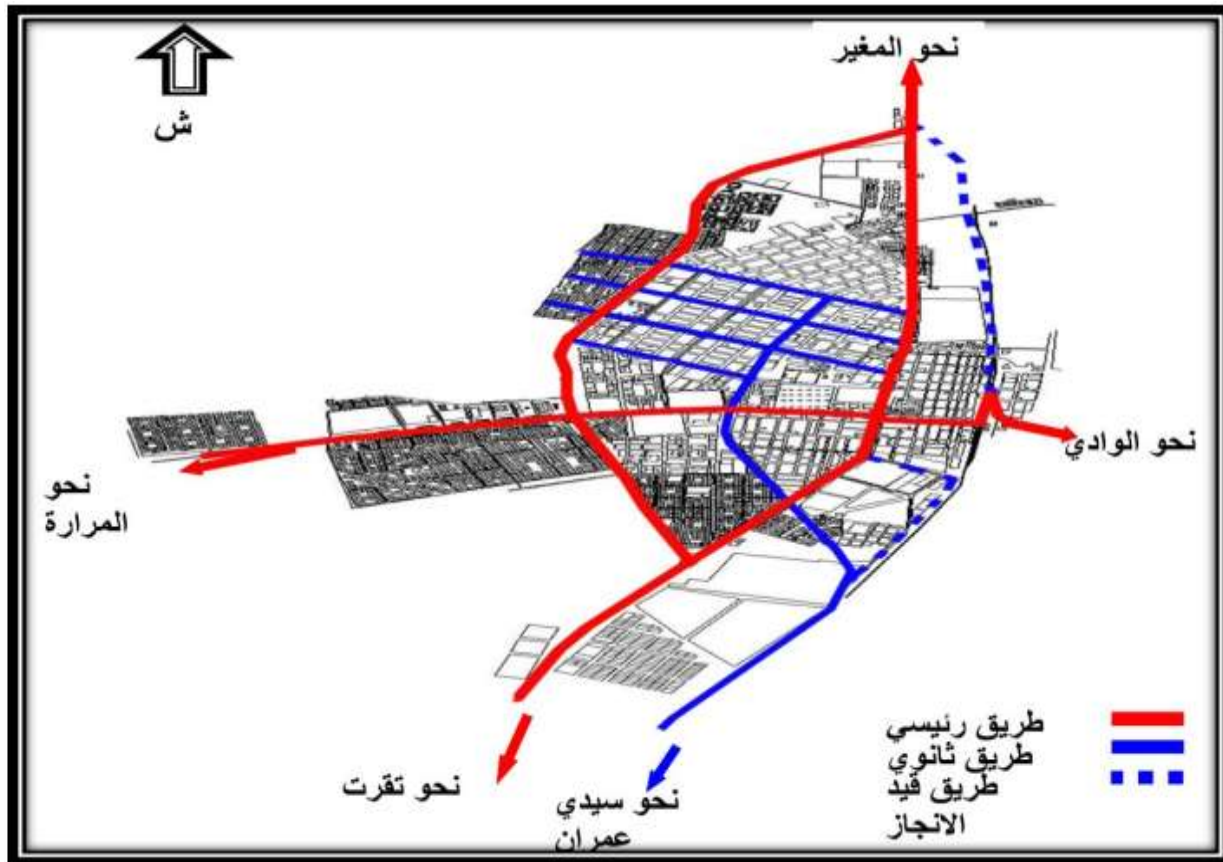 نحو المغير
ش
نحو الوادي
نحو
المرارة
نحو تقرت
نحو سيدي
عمران
طريق رئيسي
طريق ثانوي
طريق قيد
الانجاز